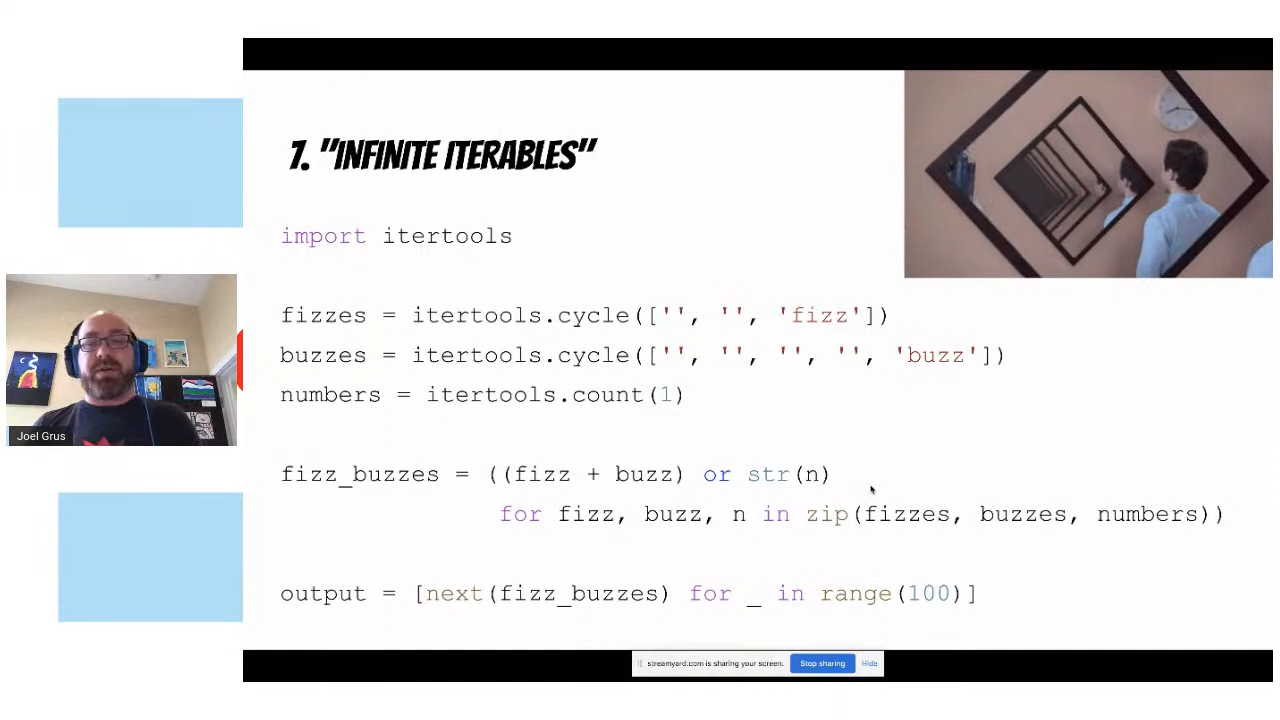 7. "INFINITE ITERABLES"
import itertools
fizzes = itertools.cycle(['', '', 'fizz'])
buzzes = itertools.cycle(['', '', '', '', 'buzz'])
numbers = itertools.count(1)
fizz_buzzes = ((fizz + buzz) or str(n)
for fizz, buzz, n in zip(fizzes, buzzes, numbers))
output = [next(fizz_buzzes) for _ in range(100)]
Joel Grus
streamyard.com is sharing your screen. Stop sharing Hide